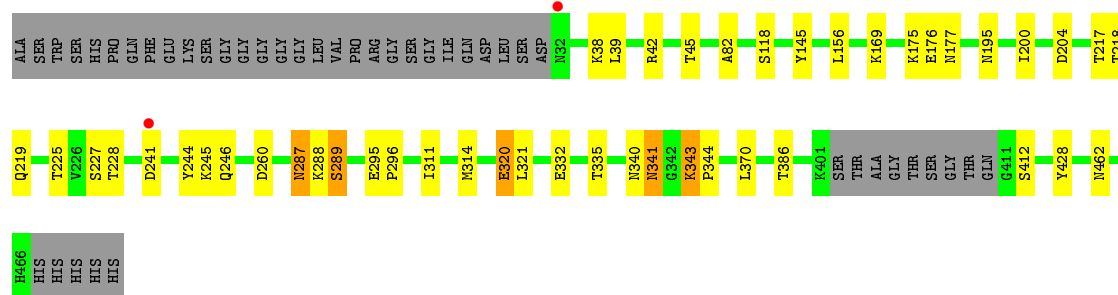 ALA SER TRP SER HIS PRO GLN PHE GLU LYS SER GLY GLY GLY GLY GLY LEU VAL PRO ARG GLY SER GLY ILE GLN ASP LEU SER ASP N32 K38 L39 R42 T45 A82 S118 Y145 L156 K169 K175 E176 N177 N195 I200 D204 T217 T218
Q219 T225 V226 S227 T228 D241 Y244 K245 Q246 D260 N287 K288 S289 E295 P296 I311 M314 E320 L321 E332 T335 N340 N341 G342 K343 P344 L370 T386 K401 SER THR ALA GLY THR SER GLY THR GLN G411 S412 Y428 N462
H466 HIS HIS HIS HIS HIS